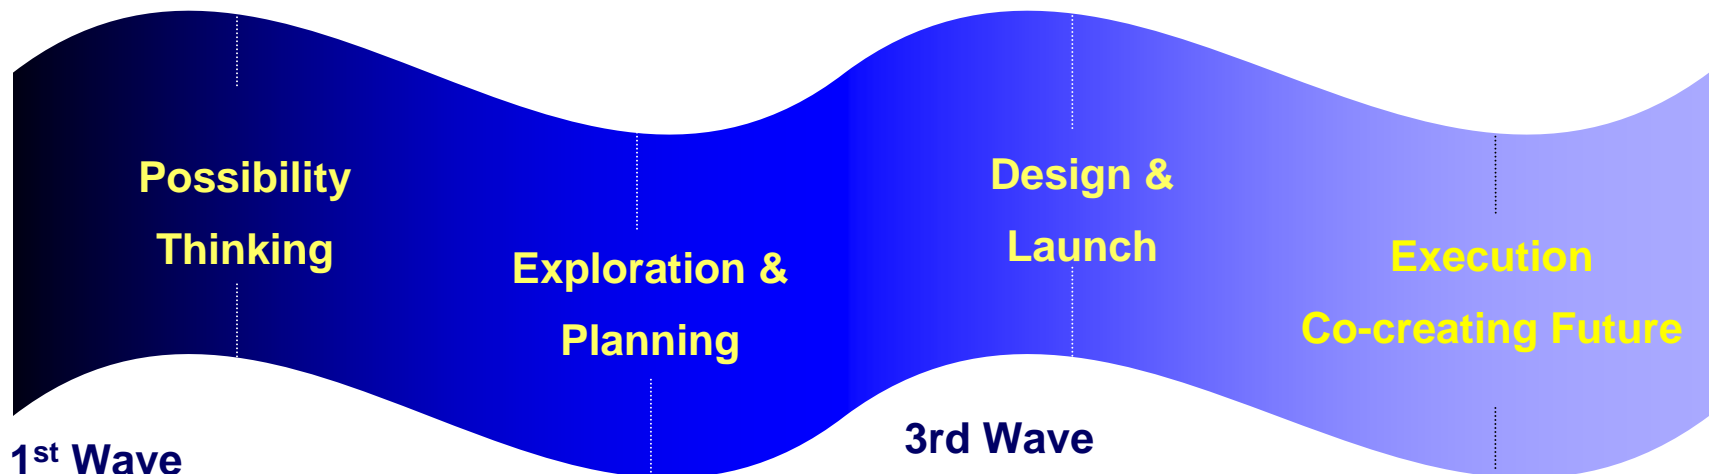 Possibility
Thinking
Exploration &
Planning
Design &
Launch
Execution
Co-creating Future
1st Wave
3rd Wave